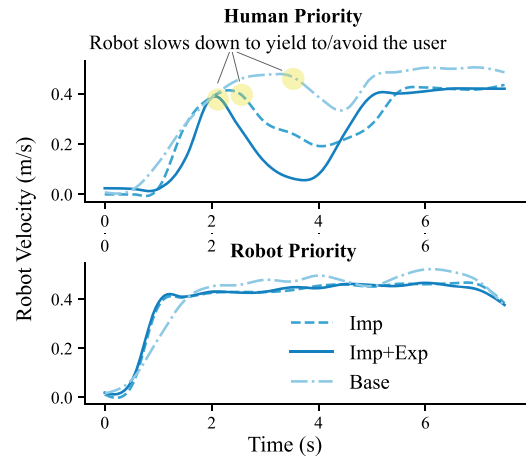 Human Priority
Robot slows down to yield to/avoid the user
0.4
0.2
0.0
0 2 4 6
0 2 4 6
Robot Priority
0.4
0.2
0.0
Imp
Imp+Exp
Base
0 2 4 6
Time (s)
Robot Velocity (m/s)